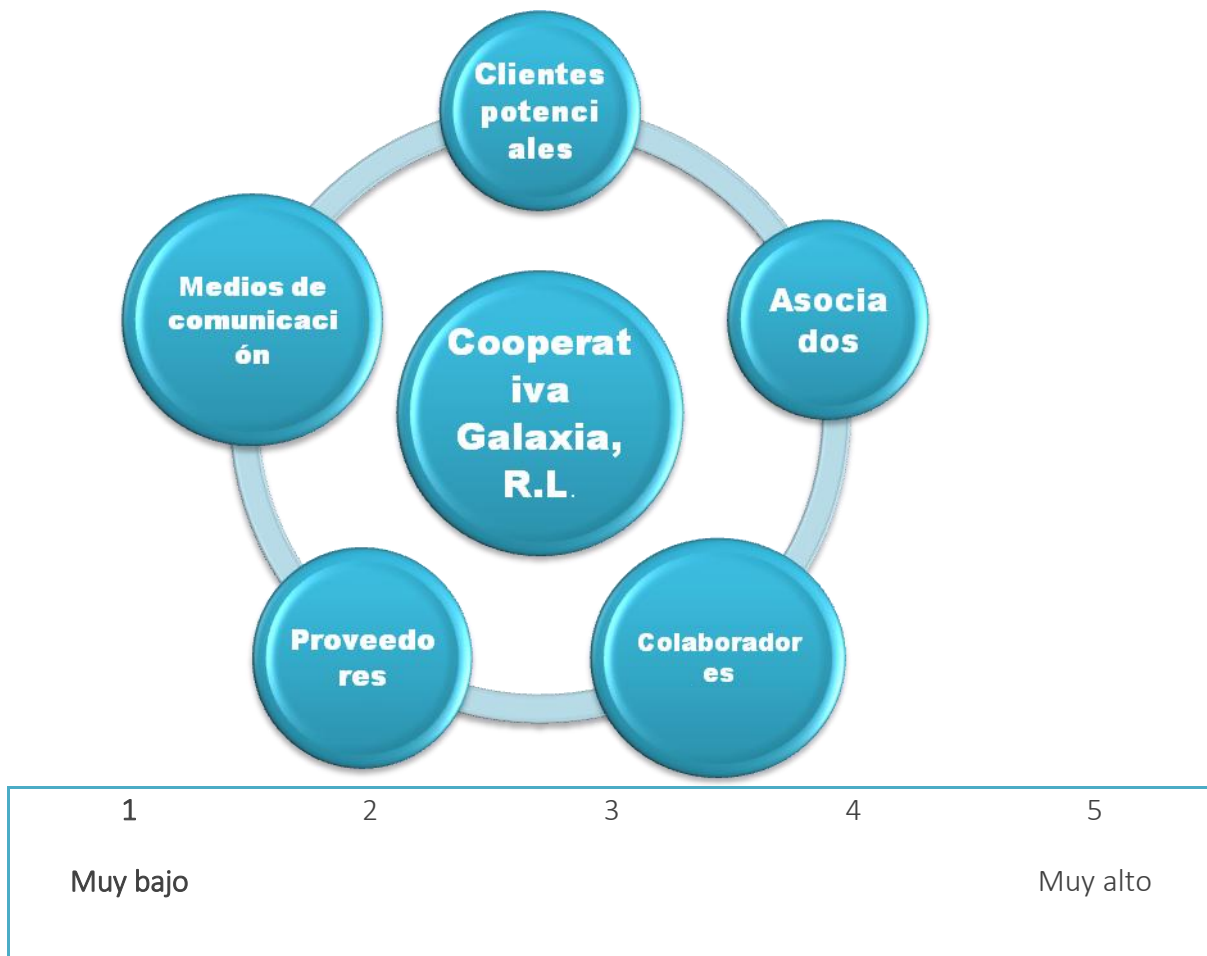 Clientes
potenci
ales
Medios de
comunicaci
ón
Asocia
dos
Cooperat
iva
Galaxia,
R.L.
Proveedo
res
Colaborador
es
1 2 3 4 5
Muy bajo Muy alto